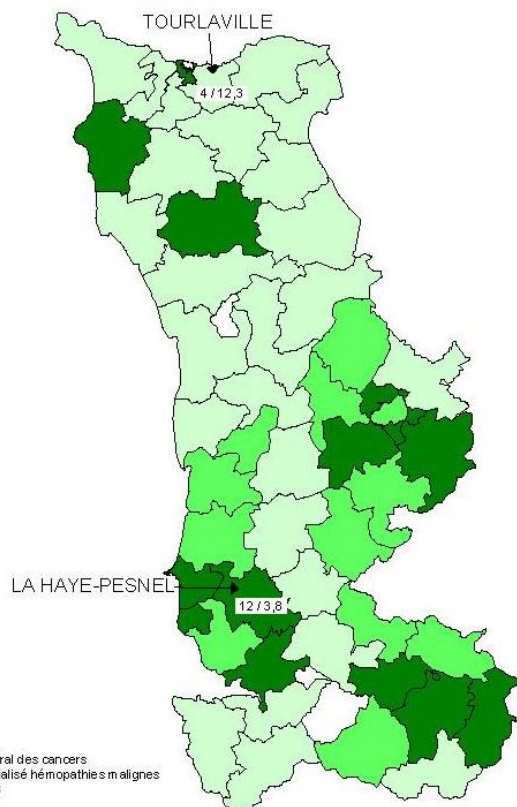 TOURLAVILLE
4 / 12,3
LA HAYE-PESNEL
12 / 3,8
ral des cancers
alisé hémopathies malignes